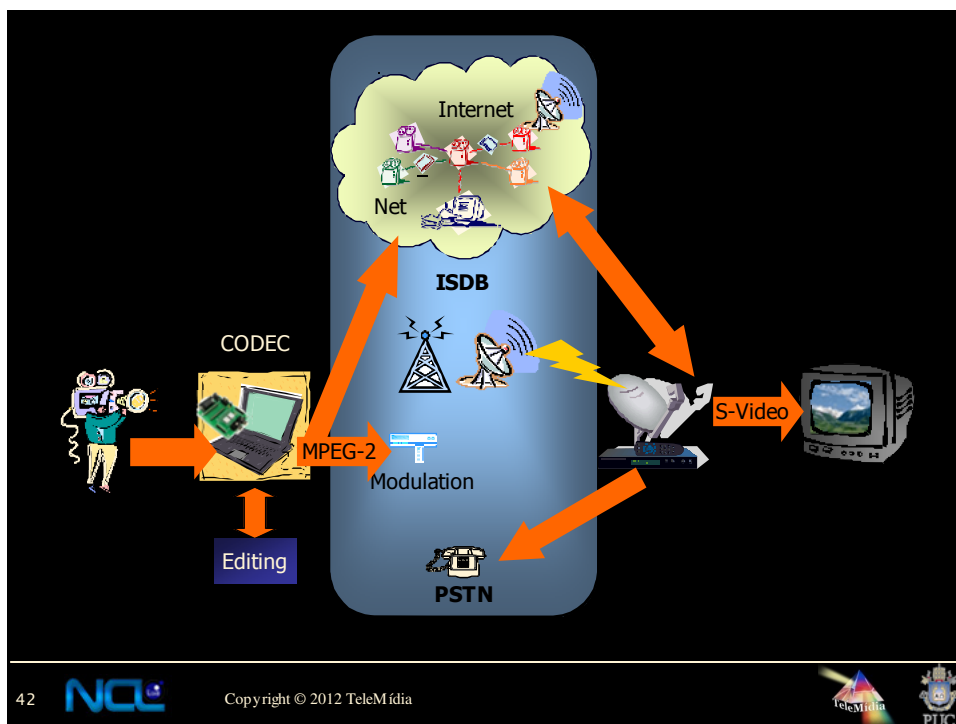 Internet
Net
ISDB
CODEC
S-Video
MPEG-2
Modulation
Editing
PSTN
42
NCL
Copyright © 2012 TeleMídia
TeleMídia
PUC